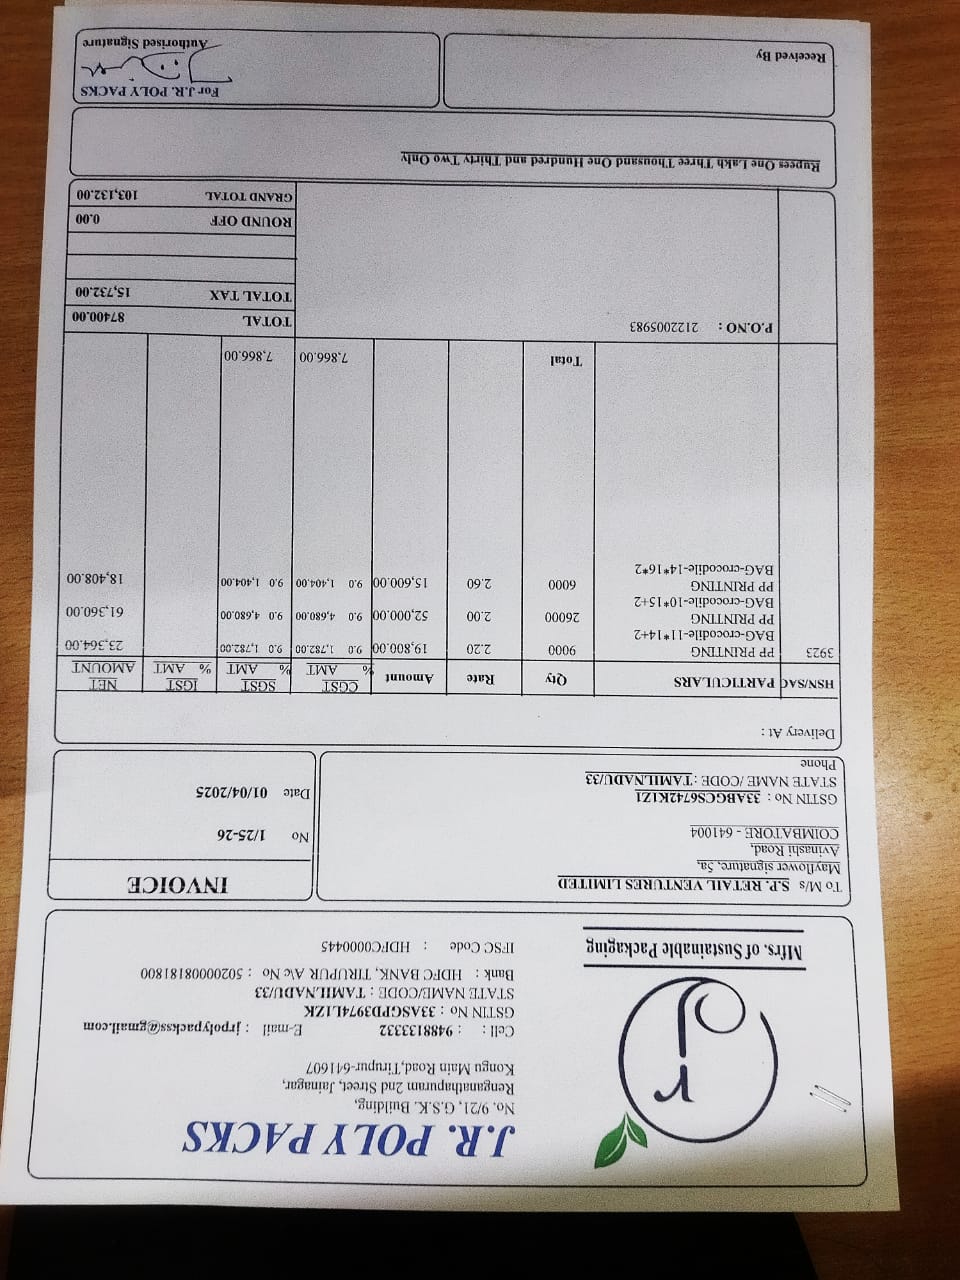 J.R. POLY PACKS
No. 9/21, G.S.K. Building,
Renganathapuram 2nd Street, Jainagar,
Kongu Main Road,Tirupur-641607
Cell : : 9488133332 E-mail : jrpolypackss@gmail.com
GSTIN No : 33ASGPD3974L1ZK
STATE NAME/CODE : TAMILNADU/33
Bank : HDFC BANK, TIRUPUR A\c No : 50200008181800
IFSC Code : HDFC0000445
Jr
Mfrs. of Sustainable Packaging
To M/s S.P. RETAIL VENTURES LIMITED
Mayflower signature, 5a,
Avinashi Road,
COIMBATORE - 641004
GSTIN No : 33ABGCS6742K1Z1
STATE NAME /CODE : TAMILNADU/33
Phone
INVOICE
No 1/25-26
Date 01/04/2025
Delivery At :
HSN/SAC PARTICULARS Qty Rate Amount CGST % AMT SGST % AMT IGST % AMT NET AMOUNT
3923 PP PRINTING 9000 2.20 19,800.00 9.0 1,782.00 9.0 1,782.00 23,364.00
BAG-crocodile-11*14+2
PP PRINTING 26000 2.00 52,000.00 9.0 4,680.00 9.0 4,680.00 61,360.00
BAG-crocodile-10*15+2
PP PRINTING 6000 2.60 15,600.00 9.0 1,404.00 9.0 1,404.00 18,408.00
BAG-crocodile-14*16*2
Total 7,866.00 7,866.00
P.O.NO : 2122005983
TOTAL 87400.00
TOTAL TAX 15,732.00
ROUND OFF 0.00
GRAND TOTAL 103,132.00
Rupees One Lakh Three Thousand One Hundred and Thirty Two Only
Received By
For J.R. POLY PACKS
Authorised Signature